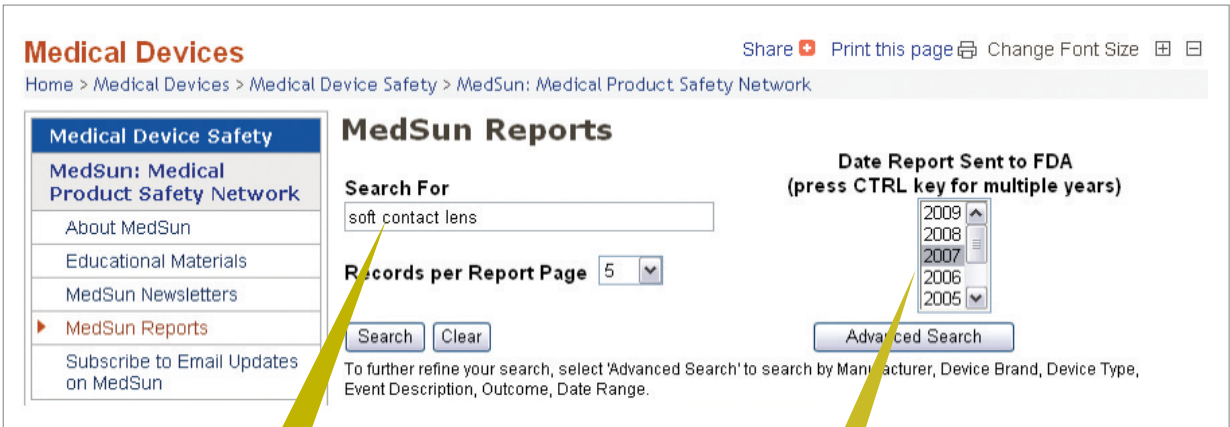 Medical Devices
Share Print this page Change Font Size
Home > Medical Devices > Medical Device Safety > MedSun: Medical Product Safety Network
Medical Device Safety
MedSun: Medical
Product Safety Network
About MedSun
Educational Materials
MedSun Newsletters
MedSun Reports
Subscribe to Email Updates
on MedSun
MedSun Reports
Search For
soft contact lens
Date Report Sent to FDA
(press CTRL key for multiple years)
2009
2008
2007
2006
2005
Records per Report Page 5
Search Clear
Advanced Search
To further refine your search, select 'Advanced Search' to search by Manufacturer, Device Brand, Device Type,
Event Description, Outcome, Date Range.